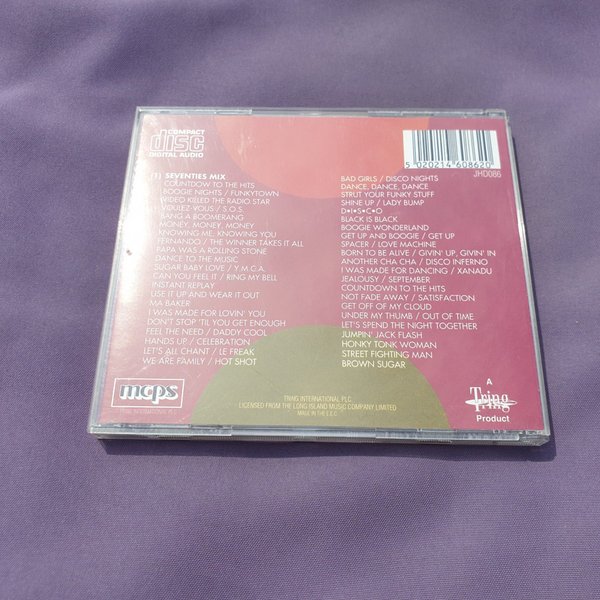 COMPACT
disc
DIGITAL AUDIO
(1) SEVENTIES MIX
COUNTDOW TO THE HITS
BOOGIE NIGHTS / FUNKYTOWN
VIDEO KILLED THE RADIO STAR
VOULEZ-VOUS / S.O.S
BANG A BOOMERANG
MONEY, MONEY, MONEY
KNOWING ME, KNOWING YOU
FERNANDO / THE WINNER TAKES IT ALL
PAPA WAS A ROLLING STONE
DANCE TO THE MUSIC
SUGAR BABY LOVE / Y.M.C.A.
CAN YOU FEEL IT / RING MY BELL
INSTANT REPLAY
USE IT UP AND WEAR IT OUT
MA BAKER
I WAS MADE FOR LOVIN' YOU
DON'T STOP 'TIL YOU GET ENOUGH
FEEL THE NEED / DADDY COOL
HANDS UP / CELEBRATION
LET'S ALL CHANT / LE FREAK
WE ARE FAMILY / HOT SHOT
5 020214 608620
JHD086
BAD GIRLS / DISCO NIGHTS
DANCE, DANCE, DANCE
STRUT YOUR FUNKY STUFF
SHINE UP / LADY BUMP
D•I•S•C•O
BLACK IS BLACK
BOOGIE WONDERLAND
GET UP AND BOOGIE / GET UP
SPACER / LOVE MACHINE
BORN TO BE ALIVE / GIVIN' UP, GIVIN' IN
ANOTHER CHA CHA / DISCO INFERNO
I WAS MADE FOR DANCING / XANADU
JEALOUSY / SEPTEMBER
COUNTDOWN TO THE HITS
NOT FADE AWAY / SATISFACTION
GET OFF OF MY CLOUD
UNDER MY THUMB / OUT OF TIME
LET'S SPEND THE NIGHT TOGETHER
JUMPIN' JACK FLASH
HONKY TONK WOMAN
STREET FIGHTING MAN
BROWN SUGAR
mcps
TRING INTERNATIONAL PLC
LICENSED FROM THE LONG ISLAND MUSIC COMPANY LIMITED
MADE IN THE E.E.C
A
Tring
Product